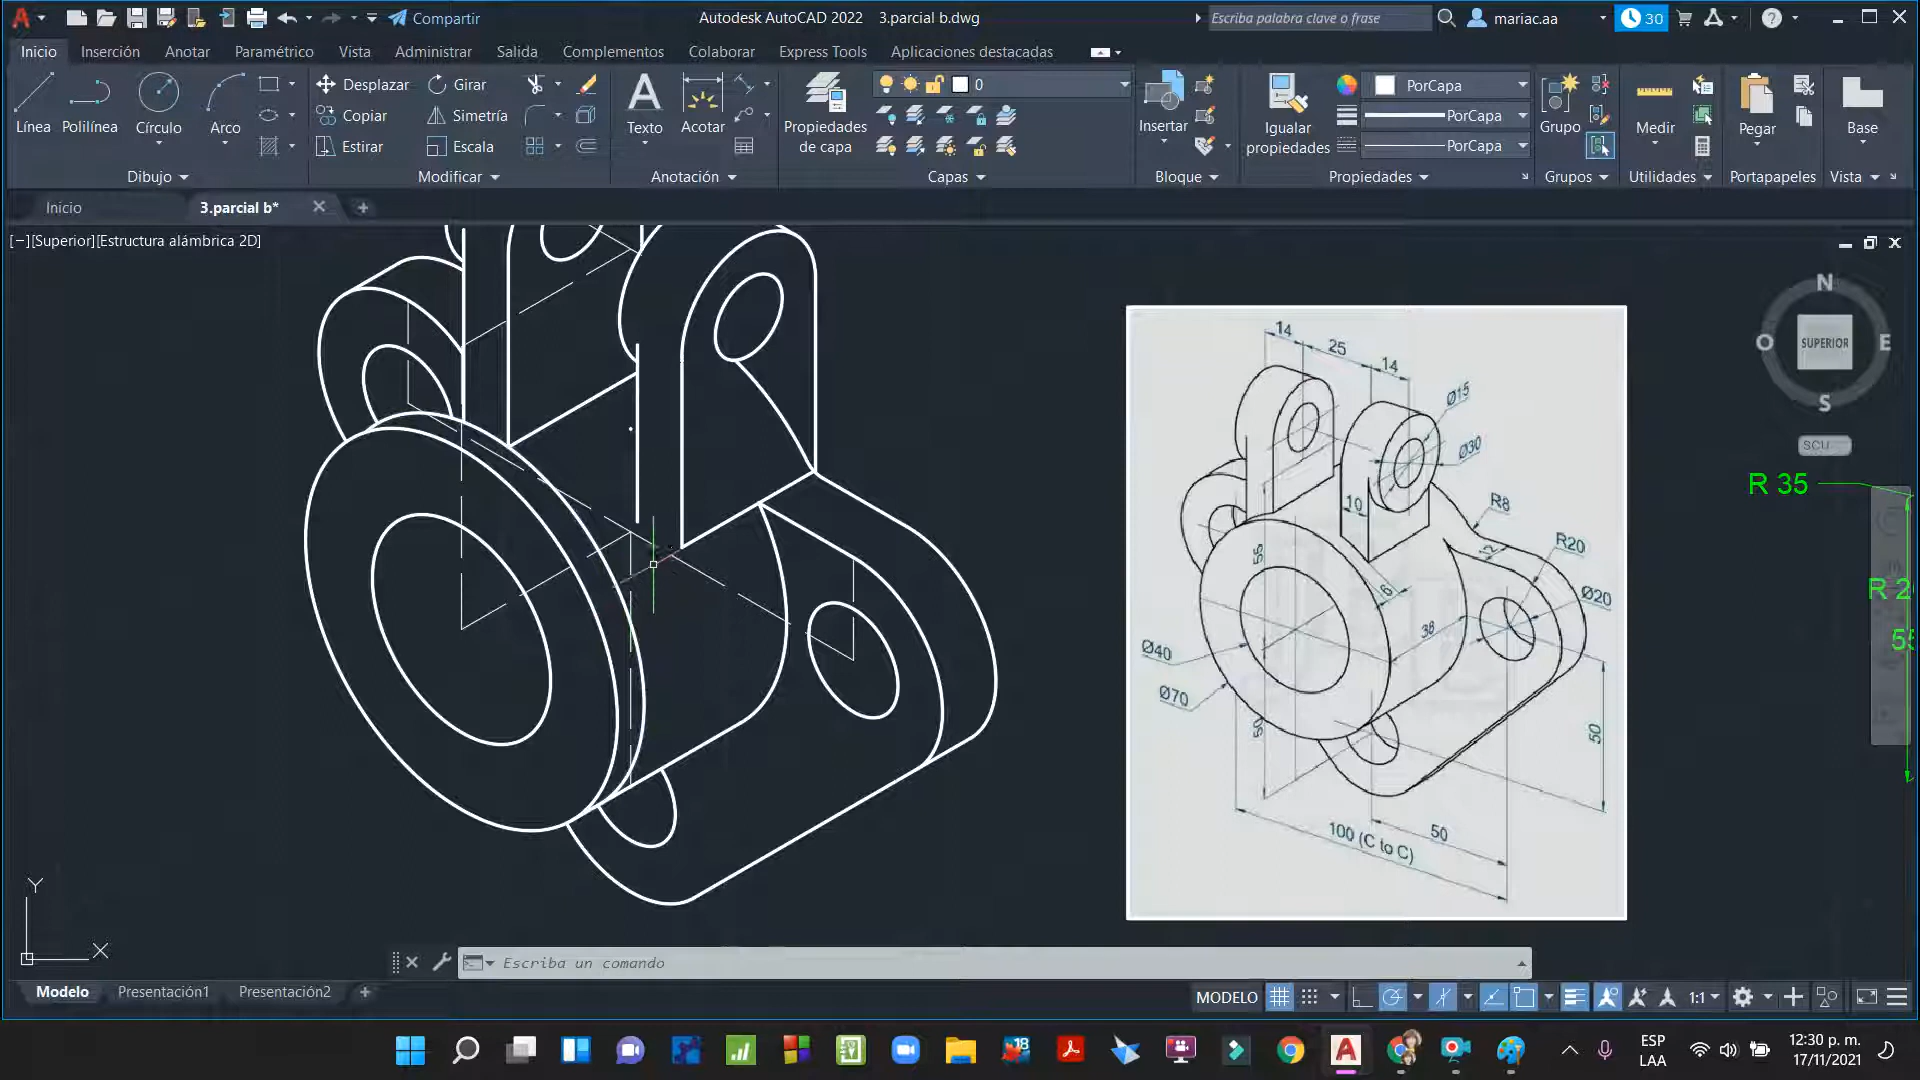 Compartir
Autodesk AutoCAD 2022 3.parcial b.dwg
Escriba palabra clave o frase
mariac.aa
30
Inicio Inserción Anotar Paramétrico Vista Administrar Salida Complementos Colaborar Express Tools Aplicaciones destacadas
Línea Polilínea Círculo Arco
Desplazar Girar
Copiar Simetría
Estirar Escala
Texto Acotar
Propiedades de capa
0
Insertar
Igualar propiedades
PorCapa
PorCapa
PorCapa
Grupo
Medir
Pegar
Base
Dibujo Modificar Anotación Capas Bloque Propiedades Grupos Utilidades Portapapeles Vista
Inicio 3.parcial b*
[−][Superior][Estructura alámbrica 2D]
N
O SUPERIOR E
S
SCU
R 35
14
25
14
Ø15
Ø30
10
R8
12
R20
55
6
Ø20
38
Ø40
Ø70
50
50
50
100 (C to C)
Y
X
Escriba un comando
Modelo Presentación1 Presentación2
MODELO 1:1
18
ESP
LAA
12:30 p. m.
17/11/2021